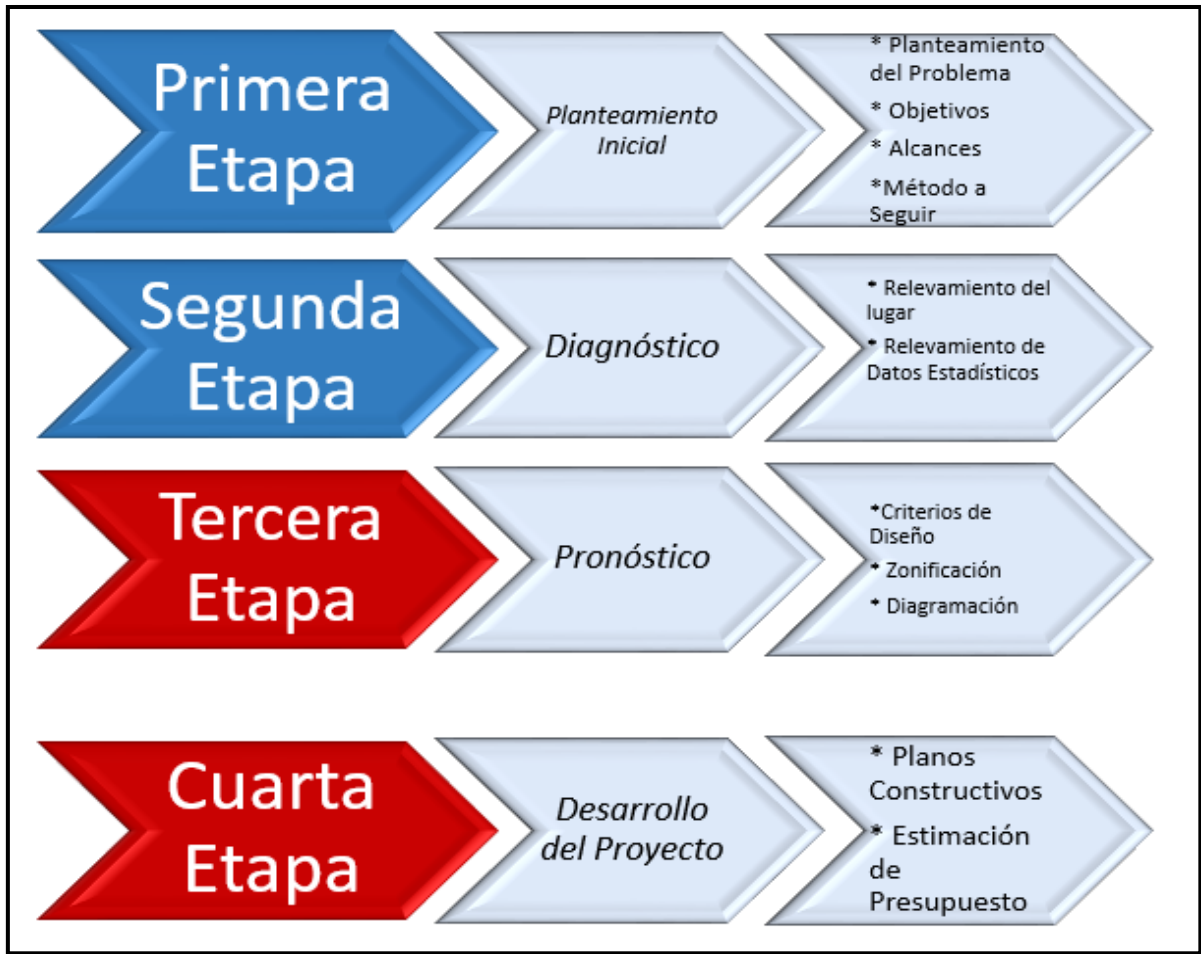 Primera
Etapa
Planteamiento
Inicial
* Planteamiento
del Problema
* Objetivos
* Alcances
*Método a
Seguir
Segunda
Etapa
Diagnóstico
* Relevamiento del
lugar
* Relevamiento de
Datos Estadísticos
Tercera
Etapa
Pronóstico
*Criterios de
Diseño
* Zonificación
* Diagramación
Cuarta
Etapa
Desarrollo
del Proyecto
* Planos
Constructivos
* Estimación
de
Presupuesto